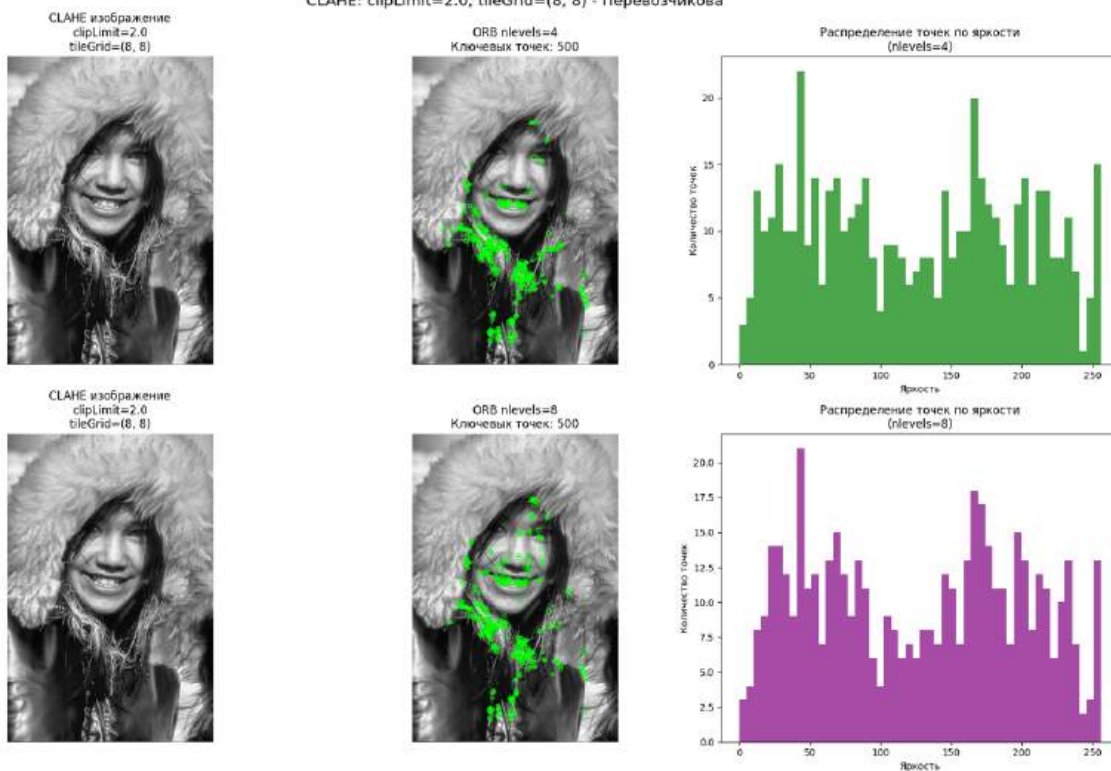 CLAHE: clipLimit=2.0, tileGrid=(8, 8) - Перевозчикова
CLAHE изображение
clipLimit=2.0
tileGrid=(8, 8)
ORB nlevels=4
Ключевых точек: 500
Распределение точек по яркости
(nlevels=4)
Количество точек
20
15
10
5
0
0 50 100 150 200 250
Яркость
CLAHE изображение
clipLimit=2.0
tileGrid=(8, 8)
ORB nlevels=8
Ключевых точек: 500
Распределение точек по яркости
(nlevels=8)
Количество точек
20.0
17.5
15.0
12.5
10.0
7.5
5.0
2.5
0.0
0 50 100 150 200 250
Яркость